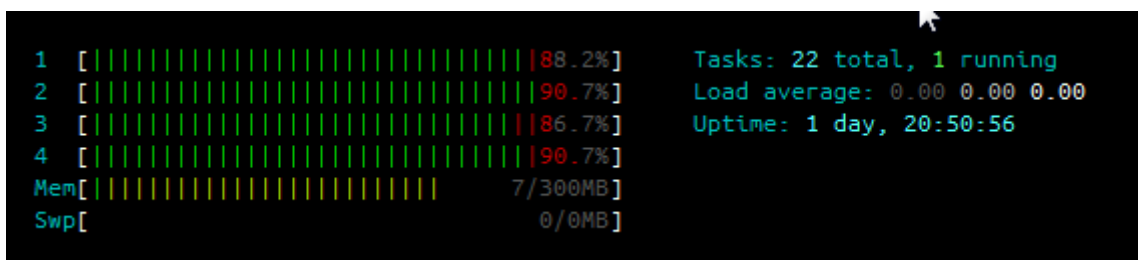 1 [||||||||||||||||||||||||||||||||88.2%] Tasks: 22 total, 1 running
2 [||||||||||||||||||||||||||||||||90.7%] Load average: 0.00 0.00 0.00
3 [||||||||||||||||||||||||||||||||86.7%] Uptime: 1 day, 20:50:56
4 [||||||||||||||||||||||||||||||||90.7%]
Mem[||||||||||||||||||||||||| 7/300MB]
Swp[ 0/0MB]